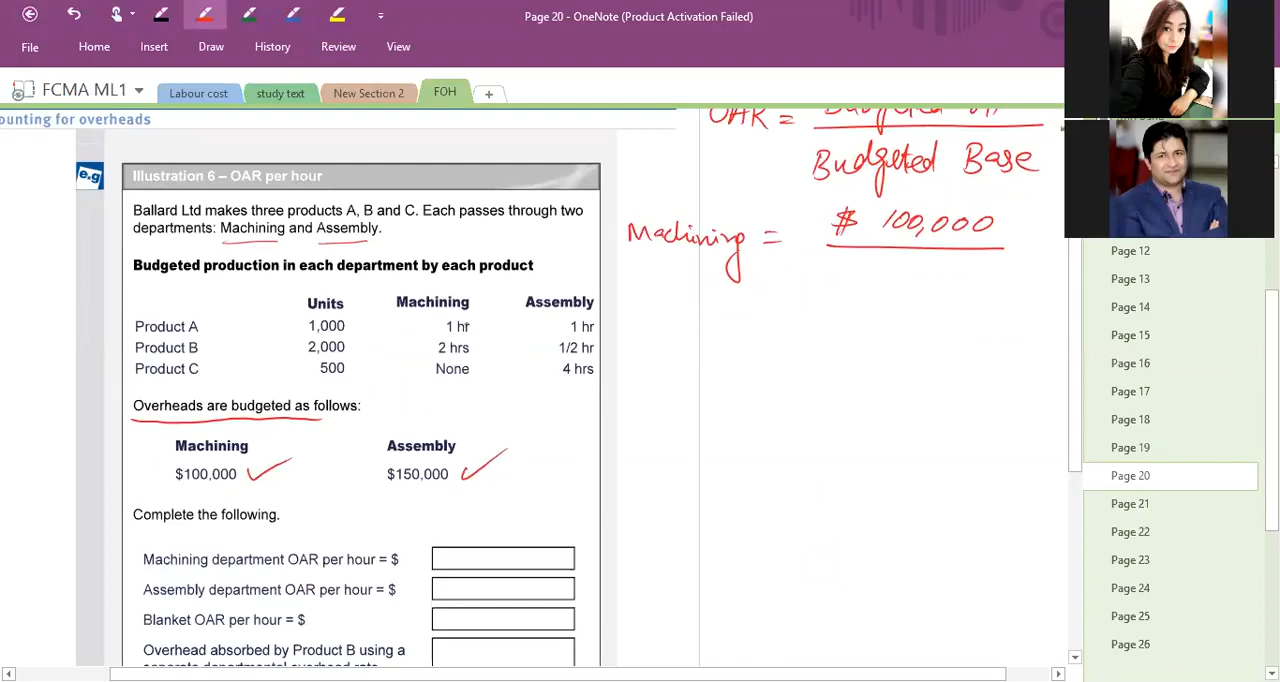 Page 20 - OneNote (Product Activation Failed)
File Home Insert Draw History Review View
FCMA ML1 Labour cost study text New Section 2 FOH
ounting for overheads
OAR =
Budgeted Base
Machining = $ 100,000
e.g
Illustration 6 – OAR per hour
Ballard Ltd makes three products A, B and C. Each passes through two
departments: Machining and Assembly.
Budgeted production in each department by each product
Units Machining Assembly
Product A 1,000 1 hr 1 hr
Product B 2,000 2 hrs 1/2 hr
Product C 500 None 4 hrs
Overheads are budgeted as follows:
Machining Assembly
$100,000 $150,000
Complete the following.
Machining department OAR per hour = $
Assembly department OAR per hour = $
Blanket OAR per hour = $
Overhead absorbed by Product B using a
separate departmental overhead rate
Page 12
Page 13
Page 14
Page 15
Page 16
Page 17
Page 18
Page 19
Page 20
Page 21
Page 22
Page 23
Page 24
Page 25
Page 26